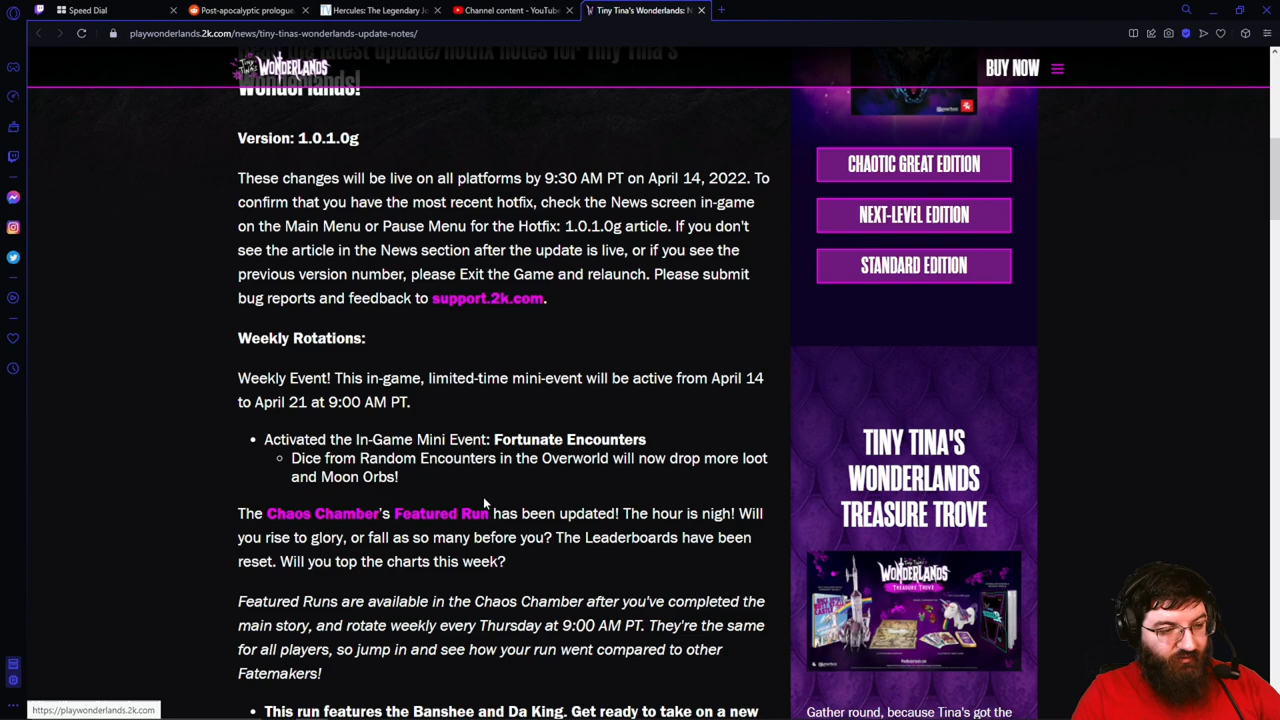 Speed Dial
Post-apocalyptic prologue.
Hercules: The Legendary Jo
Channel content - YouTube
Tiny Tina's Wonderlands: N
playwonderlands.2k.com/news/tiny-tinas-wonderlands-update-notes/
Read the latest update/hotfix notes for Tiny Tina's
Wonderlands!
TINY TINA'S WONDERLANDS
BUY NOW
Version: 1.0.1.0g
These changes will be live on all platforms by 9:30 AM PT on April 14, 2022. To
confirm that you have the most recent hotfix, check the News screen in-game
on the Main Menu or Pause Menu for the Hotfix: 1.0.1.0g article. If you don't
see the article in the News section after the update is live, or if you see the
previous version number, please Exit the Game and relaunch. Please submit
bug reports and feedback to support.2k.com.
Weekly Rotations:
Weekly Event! This in-game, limited-time mini-event will be active from April 14
to April 21 at 9:00 AM PT.
• Activated the In-Game Mini Event: Fortunate Encounters
Dice from Random Encounters in the Overworld will now drop more loot
and Moon Orbs!
The Chaos Chamber's Featured Run has been updated! The hour is nigh! Will
you rise to glory, or fall as so many before you? The Leaderboards have been
reset. Will you top the charts this week?
Featured Runs are available in the Chaos Chamber after you've completed the
main story, and rotate weekly every Thursday at 9:00 AM PT. They're the same
for all players, so jump in and see how your run went compared to other
Fatemakers!
• This run features the Banshee and Da King. Get ready to take on a new
CHAOTIC GREAT EDITION
NEXT-LEVEL EDITION
STANDARD EDITION
TINY TINA'S
WONDERLANDS
TREASURE TROVE
WONDERLANDS
TREASURE TROVE
Gather round, because Tina's got the
https://playwonderlands.2k.com